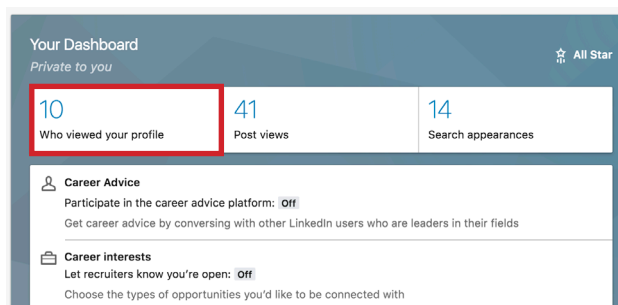 Your Dashboard
Private to you
All Star
10
Who viewed your profile
41
Post views
14
Search appearances
Career Advice
Participate in the career advice platform: Off
Get career advice by conversing with other LinkedIn users who are leaders in their fields
Career interests
Let recruiters know you're open: Off
Choose the types of opportunities you'd like to be connected with